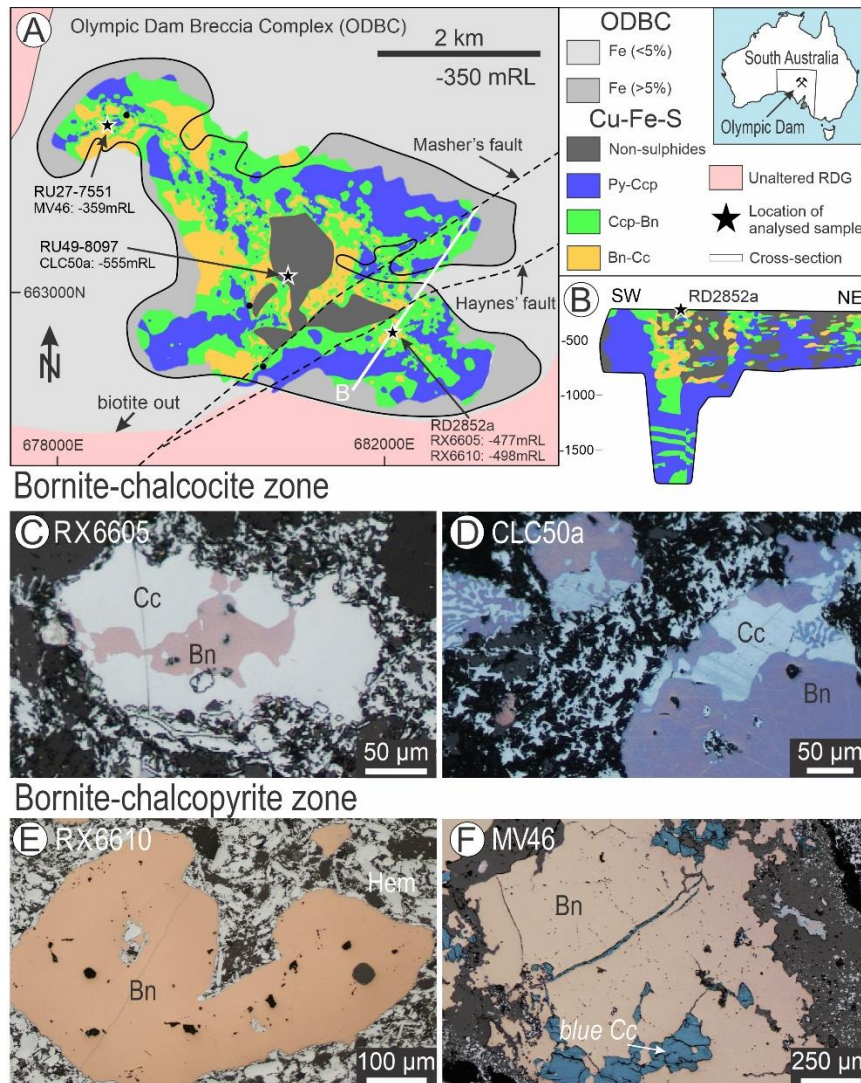 A
Olympic Dam Breccia Complex (ODBC)
2 km
-350 mRL
Masher's fault
RU27-7551
MV46: -359mRL
RU49-8097
CLC50a: -555mRL
663000N
Haynes' fault
N
B
biotite out
RD2852a
RX6605: -477mRL
RX6610: -498mRL
678000E
682000E
ODBC
Fe (<5%)
Fe (>5%)
Cu-Fe-S
Non-sulphides
Py-Ccp
Ccp-Bn
Bn-Cc
South Australia
Olympic Dam
Unaltered RDG
Location of
analysed sample
Cross-section
B
SW
RD2852a
NE
-500
-1000
-1500
Bornite-chalcocite zone
C RX6605
Cc
Bn
50 µm
D CLC50a
Cc
Bn
50 µm
Bornite-chalcopyrite zone
E RX6610
Hem
Bn
100 µm
F MV46
Bn
blue Cc
250 µm